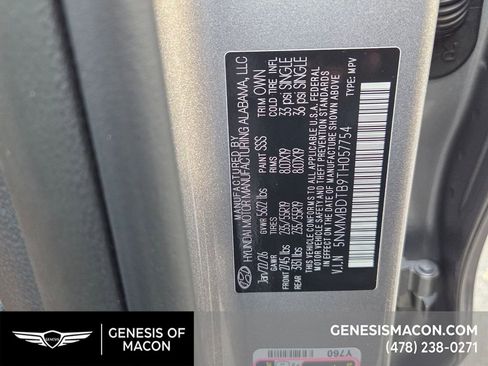 MANUFACTURED BY
HYUNDAI MOTOR MANUFACTURING ALABAMA, LLC
Jan/22/26 GVWR 5622 lbs PAINT SSS TRIM OWN
GAWR TIRES RIMS COLD TIRE INFL
FRONT 2745 lbs 235/55R19 8.0JX19 33 psi SINGLE
REAR 3131 lbs 235/55R19 8.0JX19 36 psi SINGLE
THIS VEHICLE CONFORMS TO ALL APPLICABLE U.S.A. FEDERAL
MOTOR VEHICLE SAFETY AND THEFT PREVENTION STANDARDS
IN EFFECT ON THE DATE OF MANUFACTURE SHOWN ABOVE
V.I.N 5NMMBDTB9TH057754
TYPE: MPV
Y760
GENESIS
GENESIS OF
MACON
GENESISMACON.COM
(478) 238-0271